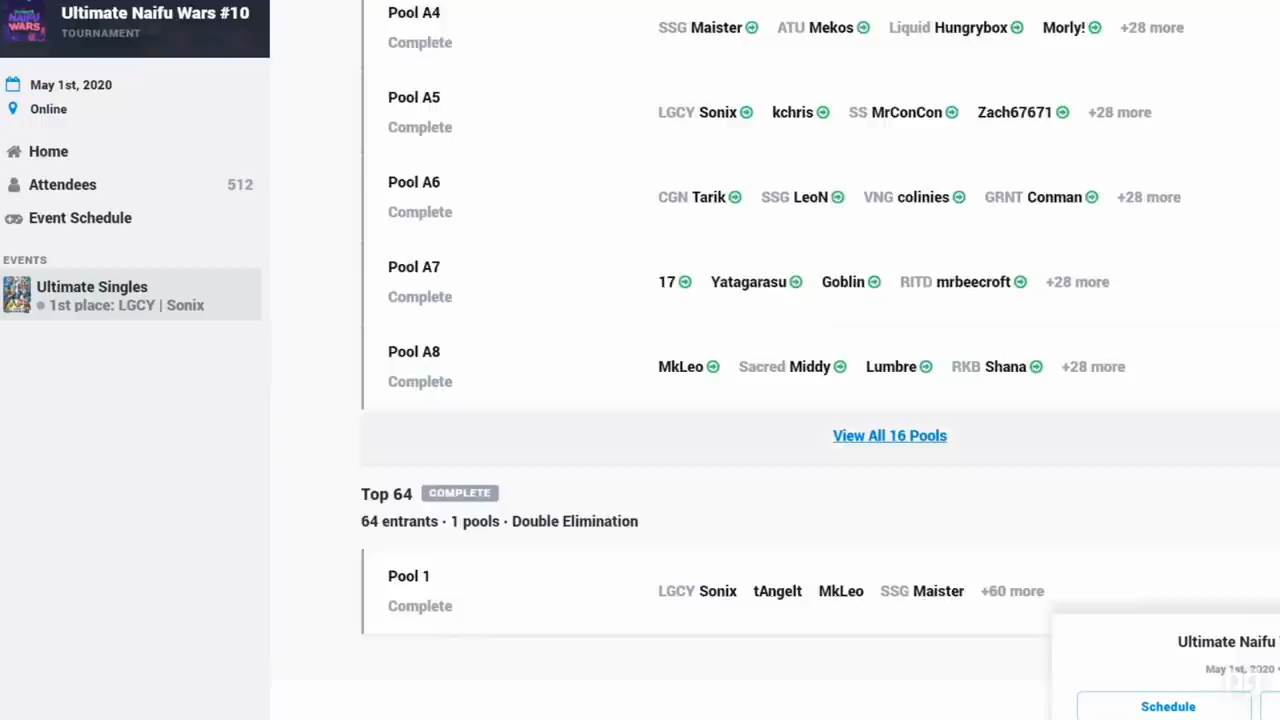 Ultimate Naifu Wars #10
TOURNAMENT
May 1st, 2020
Online
Home
Attendees 512
Event Schedule
EVENTS
Ultimate Singles
1st place: LGCY | Sonix
Pool A4
Complete
SSG Maister ATU Mekos Liquid Hungrybox Morly! +28 more
Pool A5
Complete
LGCY Sonix kchris SS MrConCon Zach67671 +28 more
Pool A6
Complete
CGN Tarik SSG LeoN VNG colinies GRNT Conman +28 more
Pool A7
Complete
17 Yatagarasu Goblin RITD mrbeecroft +28 more
Pool A8
Complete
MkLeo Sacred Middy Lumbre RKB Shana +28 more
View All 16 Pools
Top 64 COMPLETE
64 entrants · 1 pools · Double Elimination
Pool 1
Complete
LGCY Sonix tAngelt MkLeo SSG Maister +60 more
Ultimate Naifu
May 1st, 2020
Schedule